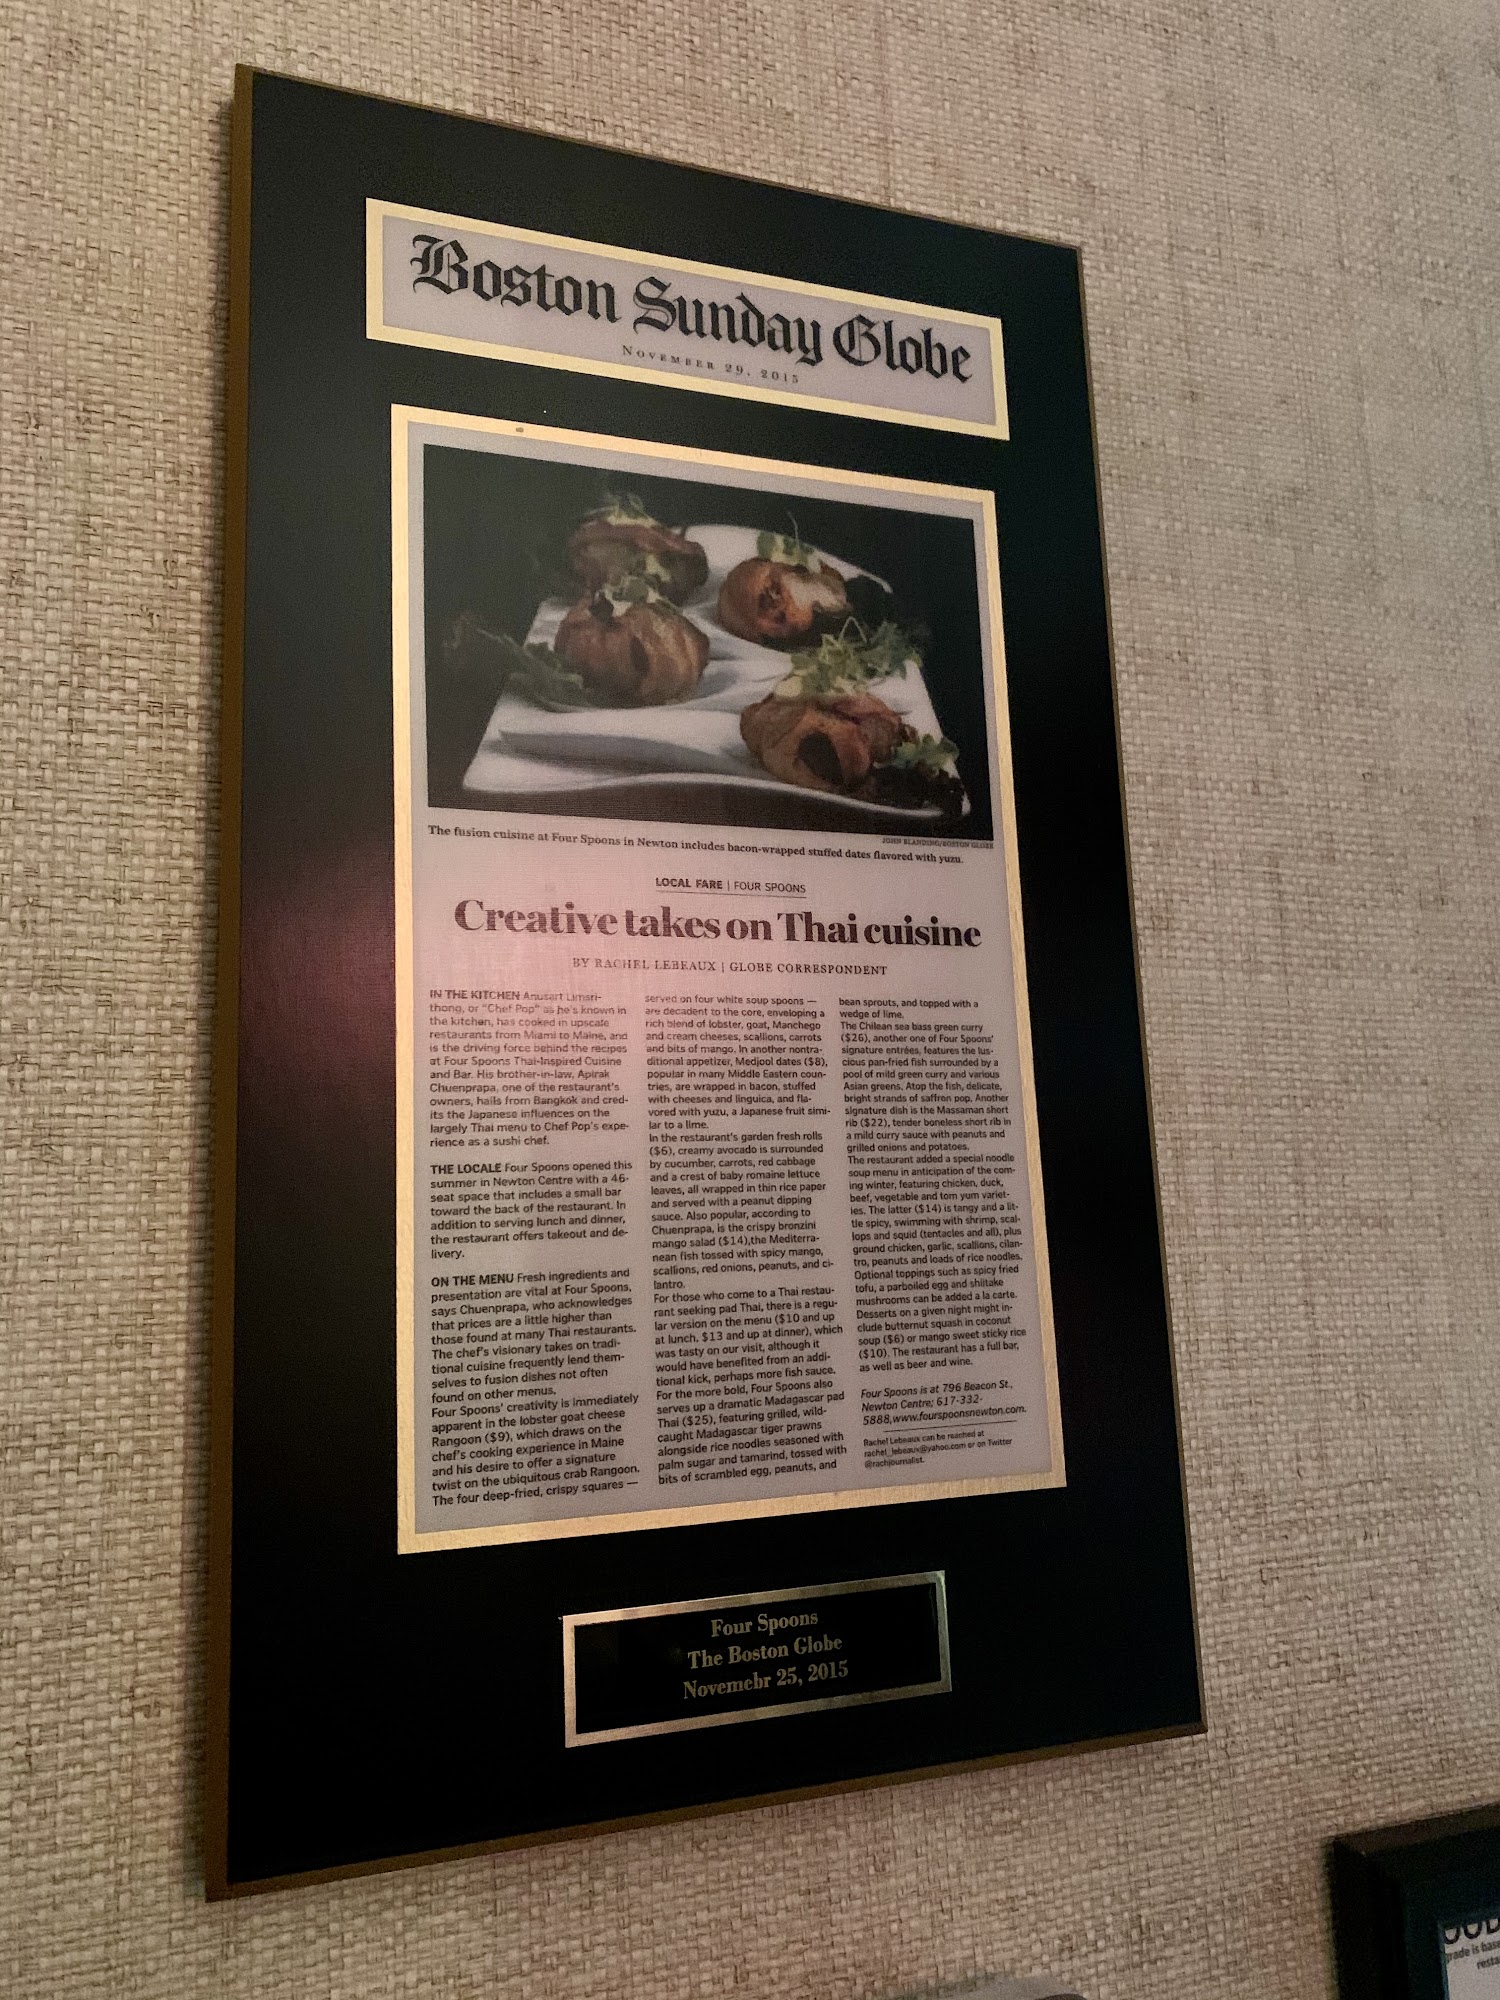 Boston Sunday Globe
NOVEMBER 29, 2015
JOHN BLANDING/BOSTON GLOBE
The fusion cuisine at Four Spoons in Newton includes bacon-wrapped stuffed dates flavored with yuzu.
LOCAL FARE | FOUR SPOONS
Creative takes on Thai cuisine
BY RACHEL LEBEAUX | GLOBE CORRESPONDENT
IN THE KITCHEN Anusart Limsri-
thong, or "Chef Pop" as he's known in
the kitchen, has cooked in upscale
restaurants from Miami to Maine, and
is the driving force behind the recipes
at Four Spoons Thai-Inspired Cuisine
and Bar. His brother-in-law, Apirak
Chuenprapa, one of the restaurant's
owners, hails from Bangkok and cred-
its the Japanese influences on the
largely Thai menu to Chef Pop's expe-
rience as a sushi chef.
THE LOCALE Four Spoons opened this
summer in Newton Centre with a 46-
seat space that includes a small bar
toward the back of the restaurant. In
addition to serving lunch and dinner,
the restaurant offers takeout and de-
livery.
ON THE MENU Fresh ingredients and
presentation are vital at Four Spoons,
says Chuenprapa, who acknowledges
that prices are a little higher than
those found at many Thai restaurants.
The chef's visionary takes on tradi-
tional cuisine frequently lend them-
selves to fusion dishes not often
found on other menus.
Four Spoons' creativity is immediately
apparent in the lobster goat cheese
Rangoon ($9), which draws on the
chef's cooking experience in Maine
and his desire to offer a signature
twist on the ubiquitous crab Rangoon.
The four deep-fried, crispy squares —
served on four white soup spoons —
are decadent to the core, enveloping a
rich blend of lobster, goat, Manchego
and cream cheeses, scallions, carrots
and bits of mango. In another nontra-
ditional appetizer, Medjool dates ($8),
popular in many Middle Eastern coun-
tries, are wrapped in bacon, stuffed
with cheeses and linguica, and fla-
vored with yuzu, a Japanese fruit simi-
lar to a lime.
In the restaurant's garden fresh rolls
($6), creamy avocado is surrounded
by cucumber, carrots, red cabbage
and a crest of baby romaine lettuce
leaves, all wrapped in thin rice paper
and served with a peanut dipping
sauce. Also popular, according to
Chuenprapa, is the crispy bronzini
mango salad ($14),the Mediterra-
nean fish tossed with spicy mango,
scallions, red onions, peanuts, and ci-
lantro.
For those who come to a Thai restau-
rant seeking pad Thai, there is a regu-
lar version on the menu ($10 and up
at lunch, $13 and up at dinner), which
was tasty on our visit, although it
would have benefited from an addi-
tional kick, perhaps more fish sauce.
For the more bold, Four Spoons also
serves up a dramatic Madagascar pad
Thai ($25), featuring grilled, wild-
caught Madagascar tiger prawns
alongside rice noodles seasoned with
palm sugar and tamarind, tossed with
bits of scrambled egg, peanuts, and
bean sprouts, and topped with a
wedge of lime.
The Chilean sea bass green curry
($26), another one of Four Spoons'
signature entrées, features the lus-
cious pan-fried fish surrounded by a
pool of mild green curry and various
Asian greens. Atop the fish, delicate,
bright strands of saffron pop. Another
signature dish is the Massaman short
rib ($22), tender boneless short rib in
a mild curry sauce with peanuts and
grilled onions and potatoes.
The restaurant added a special noodle
soup menu in anticipation of the com-
ing winter, featuring chicken, duck,
beef, vegetable and tom yum variet-
ies. The latter ($14) is tangy and a lit-
tle spicy, swimming with shrimp, scal-
lops and squid (tentacles and all), plus
ground chicken, garlic, scallions, cilan-
tro, peanuts and loads of rice noodles.
Optional toppings such as spicy fried
tofu, a parboiled egg and shiitake
mushrooms can be added a la carte.
Desserts on a given night might in-
clude butternut squash in coconut
soup ($6) or mango sweet sticky rice
($10). The restaurant has a full bar,
as well as beer and wine.
Four Spoons is at 796 Beacon St.,
Newton Centre; 617-332-
5888,www.fourspoonsnewton.com.
Rachel Lebeaux can be reached at
rachel_lebeaux@yahoo.com or on Twitter
@rachjournalist.
Four Spoons
The Boston Globe
Novemebr 25, 2015
rade is base
resta